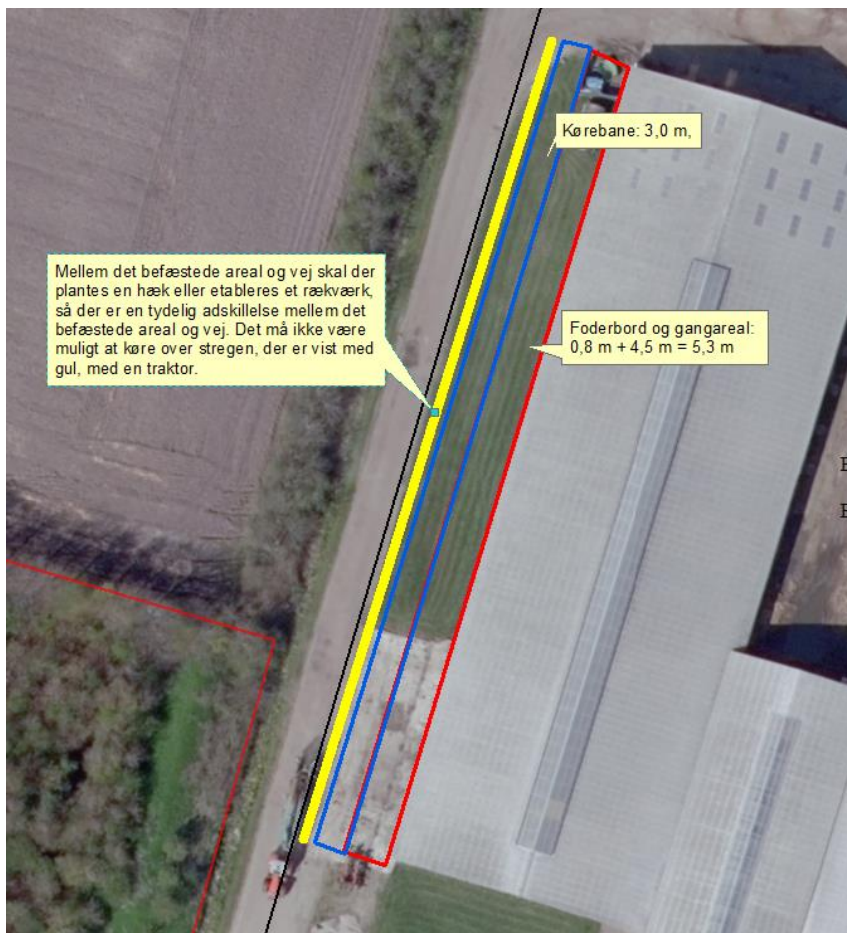 Kørebane: 3,0 m,
Mellem det befæstede areal og vej skal der
plantes en hæk eller etableres et rækværk,
så der er en tydelig adskillelse mellem det
befæstede areal og vej. Det må ikke være
muligt at køre over stregen, der er vist med
gul, med en traktor.
Foderbord og gangareal:
0,8 m + 4,5 m = 5,3 m